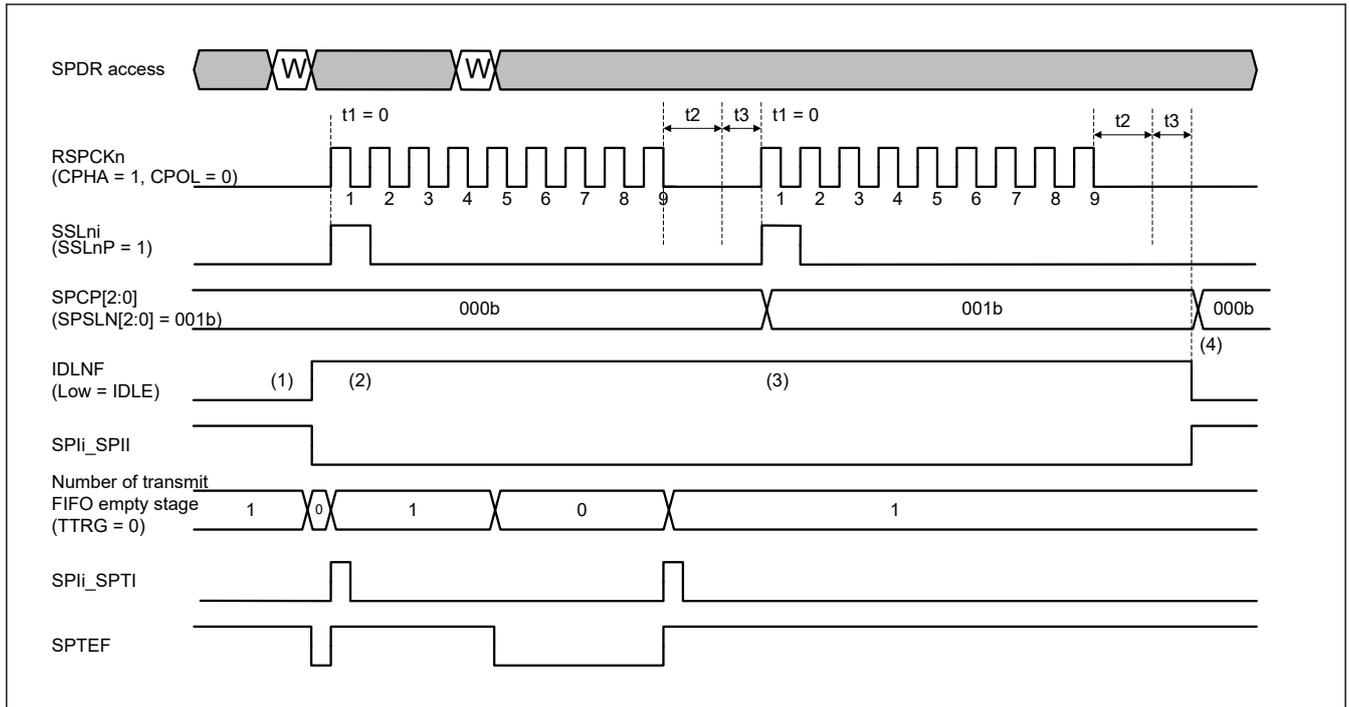 SPDR access
W
W
t1 = 0
t2
t3
t1 = 0
t2
t3
RSPCKn
(CPHA = 1, CPOL = 0)
1 2 3 4 5 6 7 8 9
1 2 3 4 5 6 7 8 9
SSLni
(SSLnP = 1)
SPCP[2:0]
(SPSLN[2:0] = 001b)
000b
001b
000b
(4)
IDLNF
(Low = IDLE)
(1)
(2)
(3)
SPIi_SPII
Number of transmit
FIFO empty stage
(TTRG = 0)
1
0
1
0
1
SPIi_SPTI
SPTEF